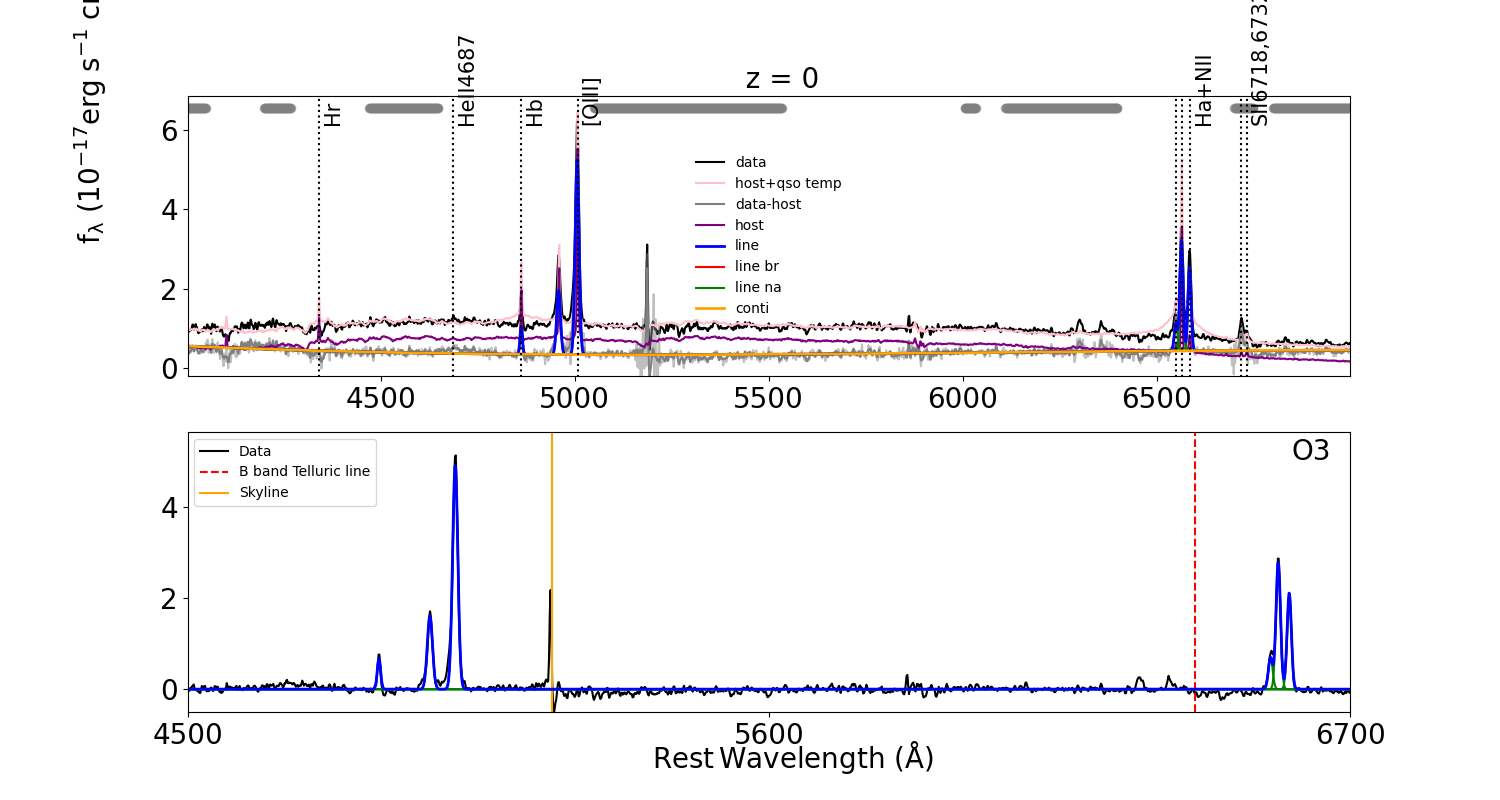 z = 0
f_λ (10^{−17}erg s^{−1} c
Hr
HeII4687
Hb
[OIII]
Ha+NII
SII6718,673
data
host+qso temp
data-host
host
line
line br
line na
conti
6
4
2
0
4500 5000 5500 6000 6500
O3
Data
B band Telluric line
Skyline
4
2
0
4500 5600 6700
Rest Wavelength (Å)